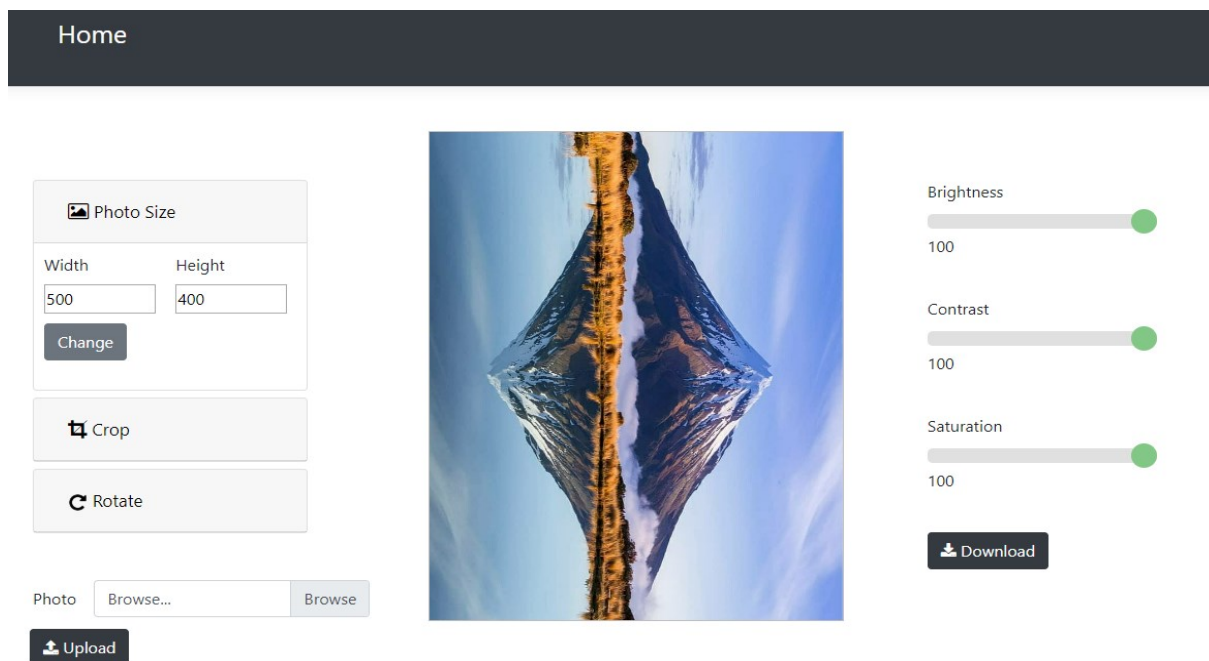 Home
Photo Size
Width Height
500 400
Change
Crop
Rotate
Photo Browse... Browse
Upload
Brightness
100
Contrast
100
Saturation
100
Download